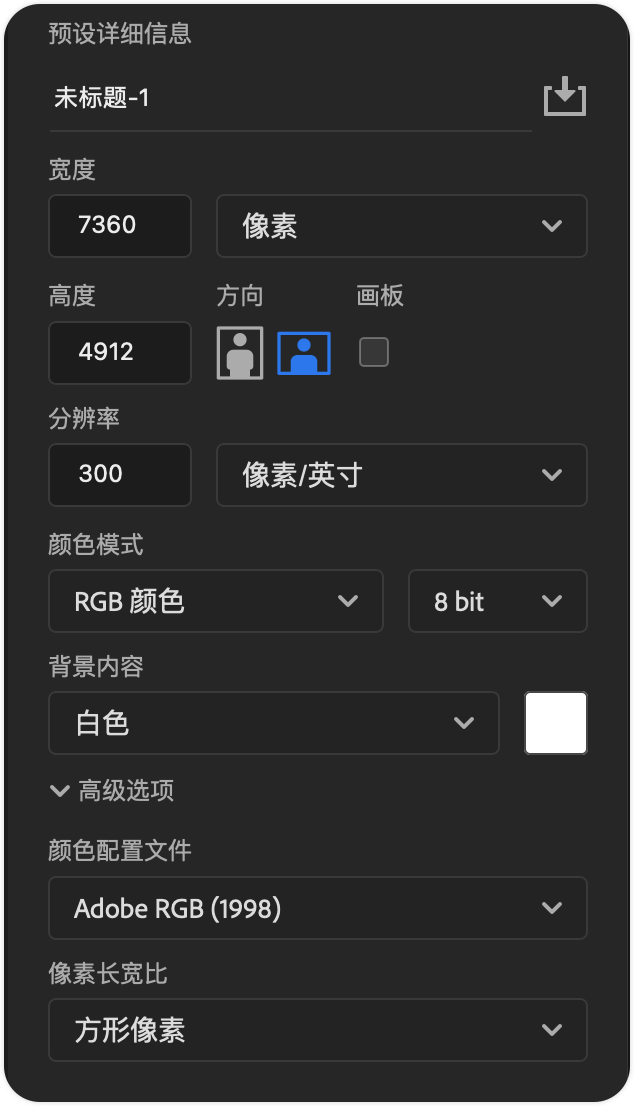 预设详细信息
未标题-1
宽度
7360 像素
高度 方向 画板
4912
分辨率
300 像素/英寸
颜色模式
RGB 颜色 8 bit
背景内容
白色
高级选项
颜色配置文件
Adobe RGB (1998)
像素长宽比
方形像素